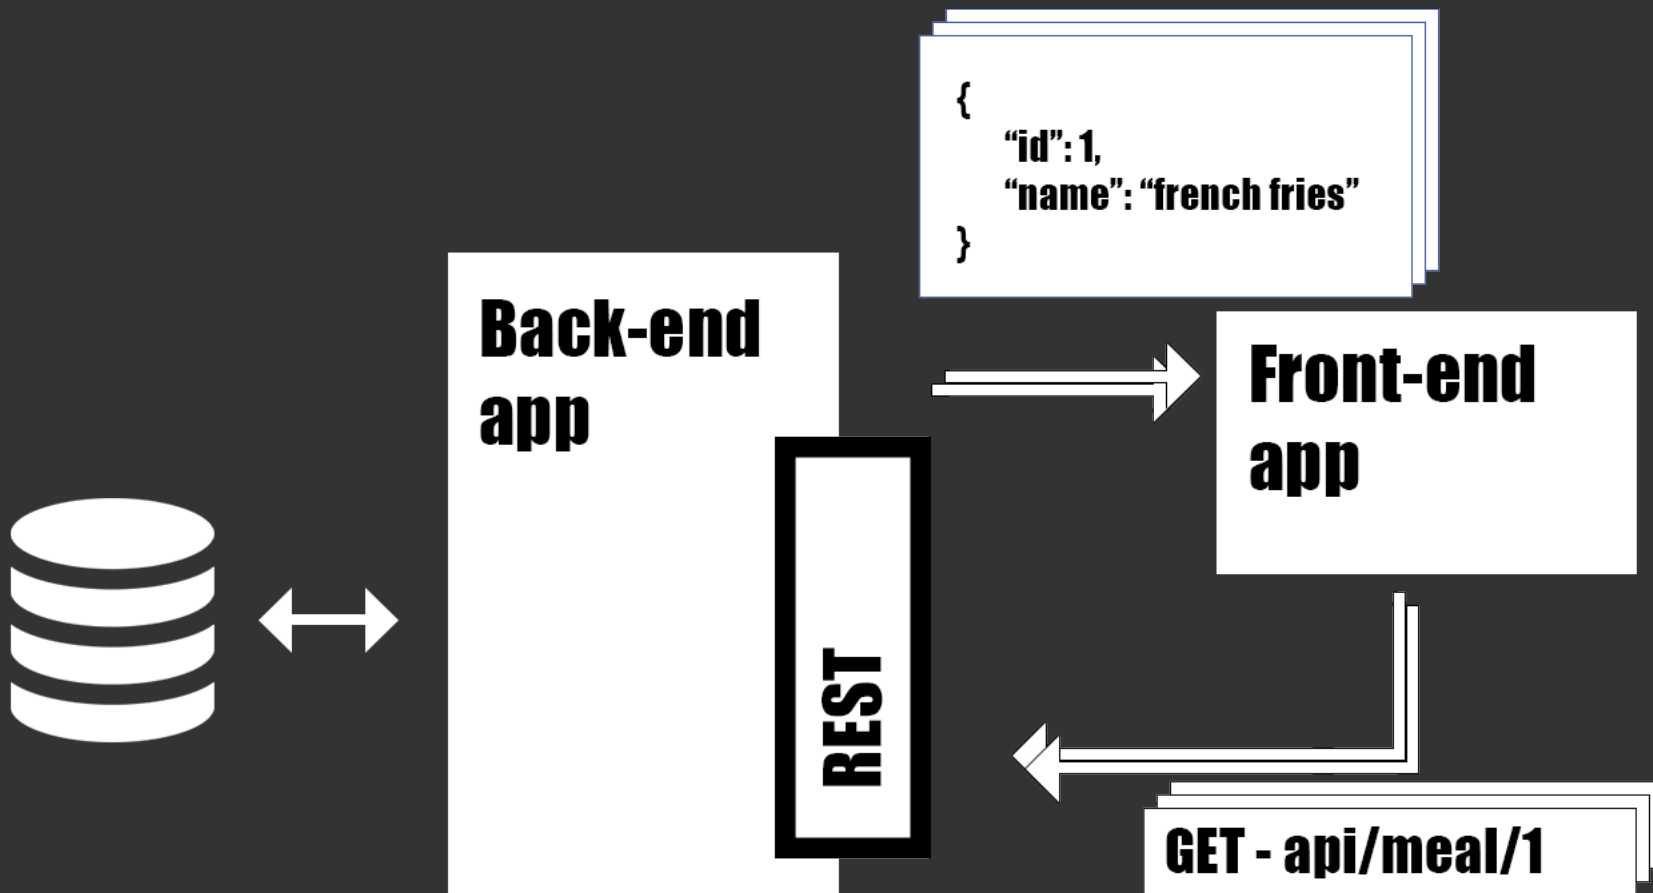 {
“id”: 1,
“name”: “french fries”
}
Back-end
app
Front-end
app
REST
GET - api/meal/1